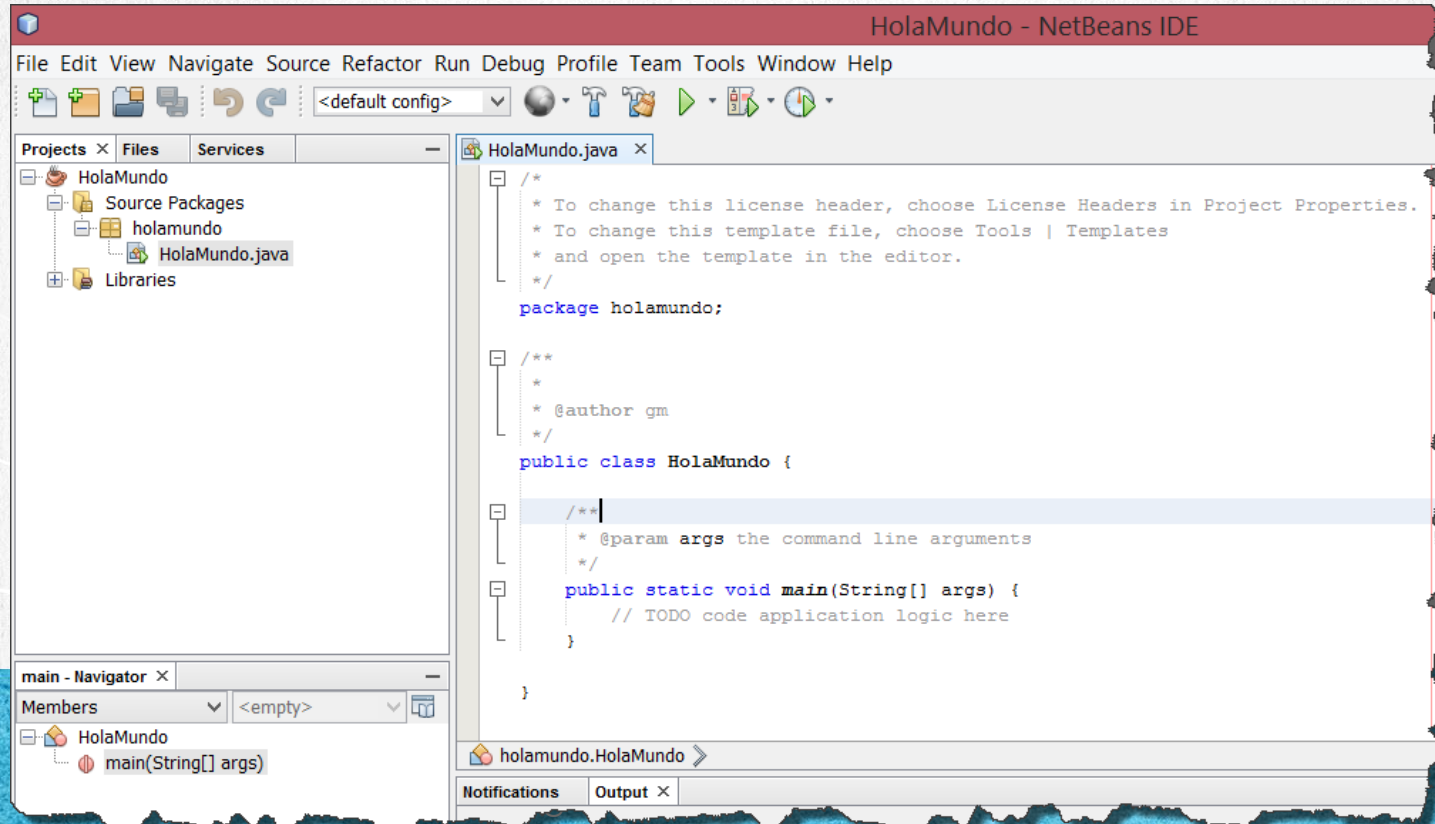 HolaMundo - NetBeans IDE
File Edit View Navigate Source Refactor Run Debug Profile Team Tools Window Help
<default config>
Projects Files Services
HolaMundo
Source Packages
holamundo
HolaMundo.java
Libraries
HolaMundo.java
/*
* To change this license header, choose License Headers in Project Properties.
* To change this template file, choose Tools | Templates
* and open the template in the editor.
*/
package holamundo;
/**
*
* @author gm
*/
public class HolaMundo {
/**
* @param args the command line arguments
*/
public static void main(String[] args) {
// TODO code application logic here
}
}
main - Navigator
Members <empty>
HolaMundo
main(String[] args)
holamundo.HolaMundo
Notifications Output